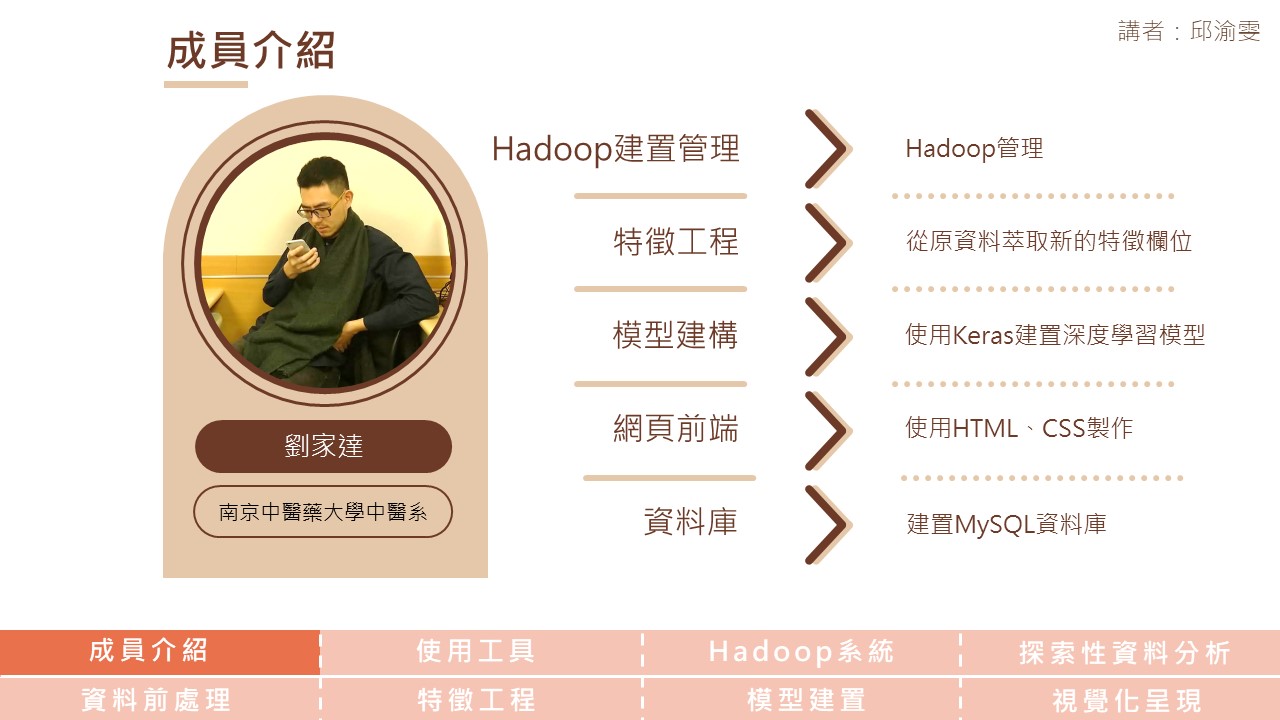 成員介紹
講者：邱渝雯
Hadoop建置管理
Hadoop管理
特徵工程
從原資料萃取新的特徵欄位
模型建構
使用Keras建置深度學習模型
網頁前端
使用HTML、CSS製作
資料庫
建置MySQL資料庫
劉家達
南京中醫藥大學中醫系
成員介紹
使用工具
Hadoop系統
探索性資料分析
資料前處理
特徵工程
模型建置
視覺化呈現